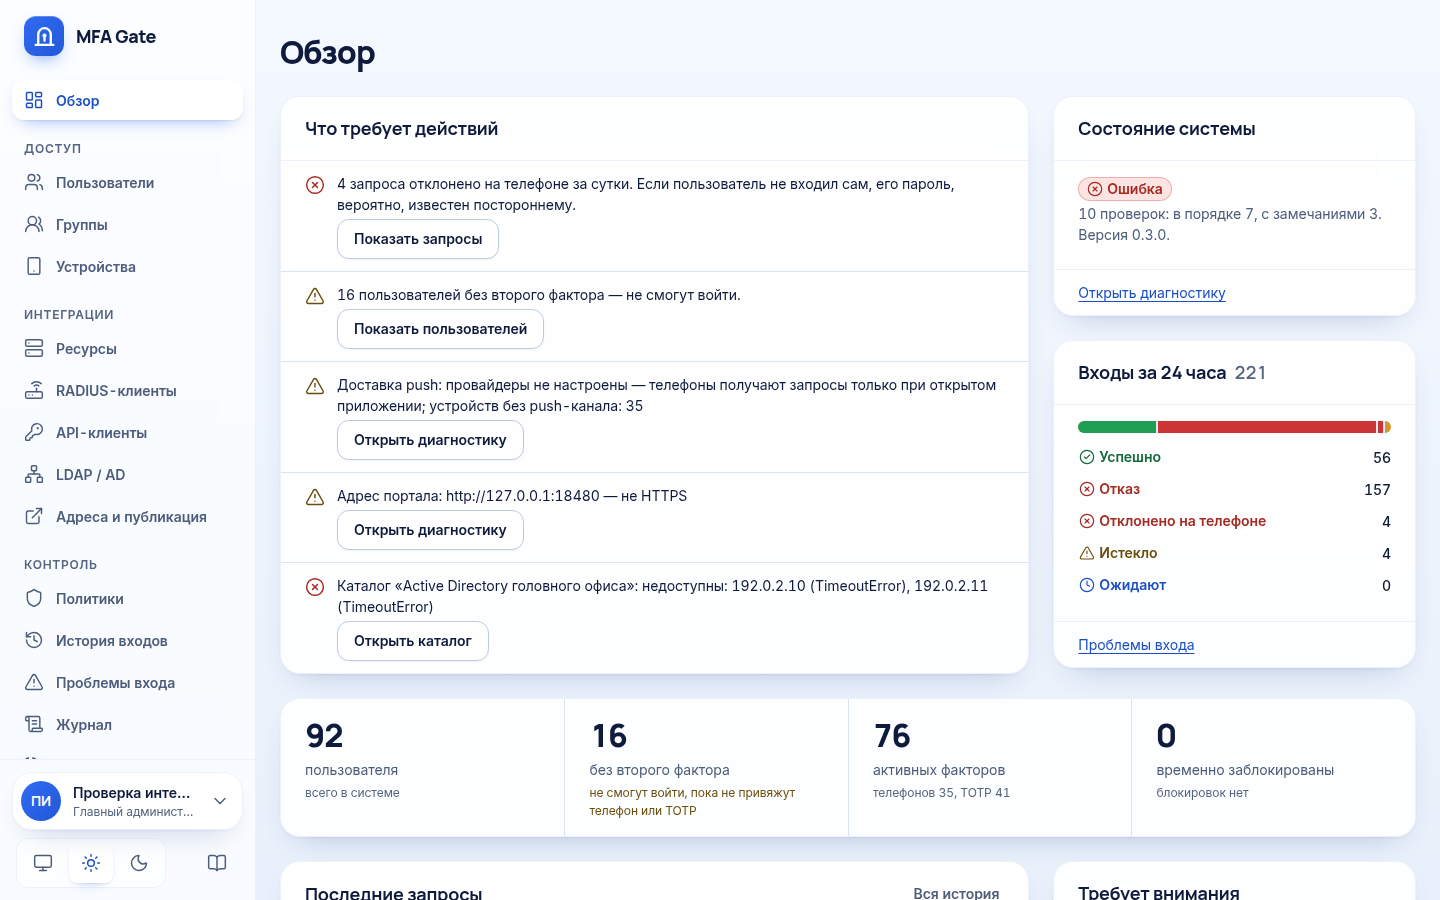 MFA Gate
Обзор
ДОСТУП
Пользователи
Группы
Устройства
ИНТЕГРАЦИИ
Ресурсы
RADIUS-клиенты
API-клиенты
LDAP / AD
Адреса и публикация
КОНТРОЛЬ
Политики
История входов
Проблемы входа
Журнал
ПИ
Проверка инте...
Главный админист...
Обзор
Что требует действий
4 запроса отклонено на телефоне за сутки. Если пользователь не входил сам, его пароль,
вероятно, известен постороннему.
Показать запросы
16 пользователей без второго фактора — не смогут войти.
Показать пользователей
Доставка push: провайдеры не настроены — телефоны получают запросы только при открытом
приложении; устройств без push-канала: 35
Открыть диагностику
Адрес портала: http://127.0.0.1:18480 — не HTTPS
Открыть диагностику
Каталог «Active Directory головного офиса»: недоступны: 192.0.2.10 (TimeoutError), 192.0.2.11
(TimeoutError)
Открыть каталог
Состояние системы
Ошибка
10 проверок: в порядке 7, с замечаниями 3.
Версия 0.3.0.
Открыть диагностику
Входы за 24 часа 221
Успешно 56
Отказ 157
Отклонено на телефоне 4
Истекло 4
Ожидают 0
Проблемы входа
92
пользователя
всего в системе
16
без второго фактора
не смогут войти, пока не привяжут
телефон или TOTP
76
активных факторов
телефонов 35, TOTP 41
0
временно заблокированы
блокировок нет
Последние запросы
Вся история
Требует внимания